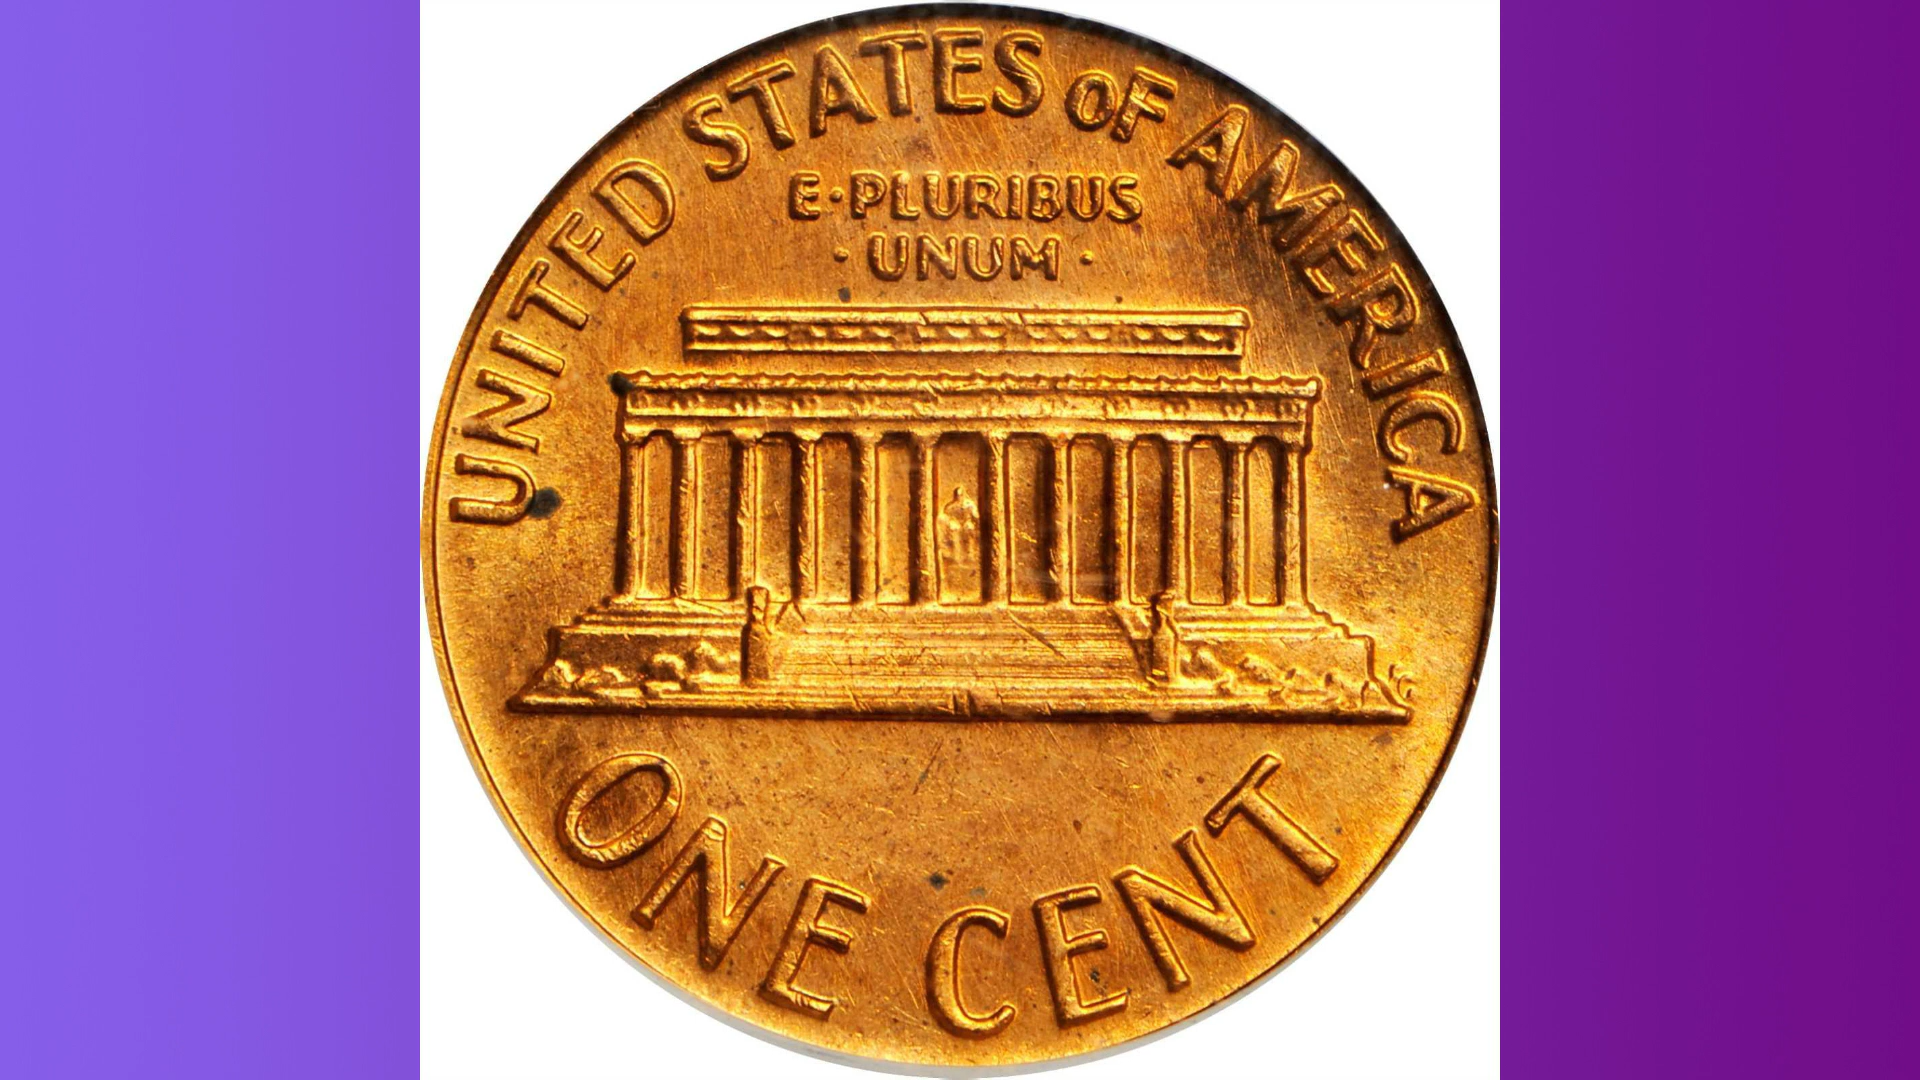 UNITED STATES OF AMERICA
E·PLURIBUS
·UNUM·
ONE CENT